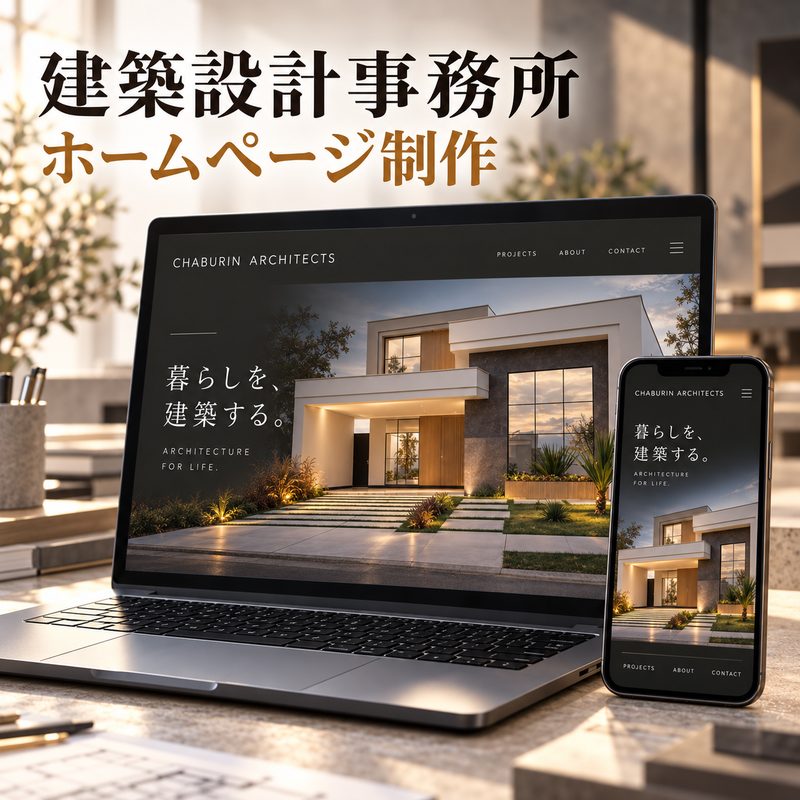 建築設計事務所
ホームページ制作
CHABURIN ARCHITECTS
PROJECTS ABOUT CONTACT
暮らしを、
建築する。
ARCHITECTURE
FOR LIFE.
CHABURIN ARCHITECTS
暮らしを、
建築する。
ARCHITECTURE
FOR LIFE.
PROJECTS ABOUT CONTACT